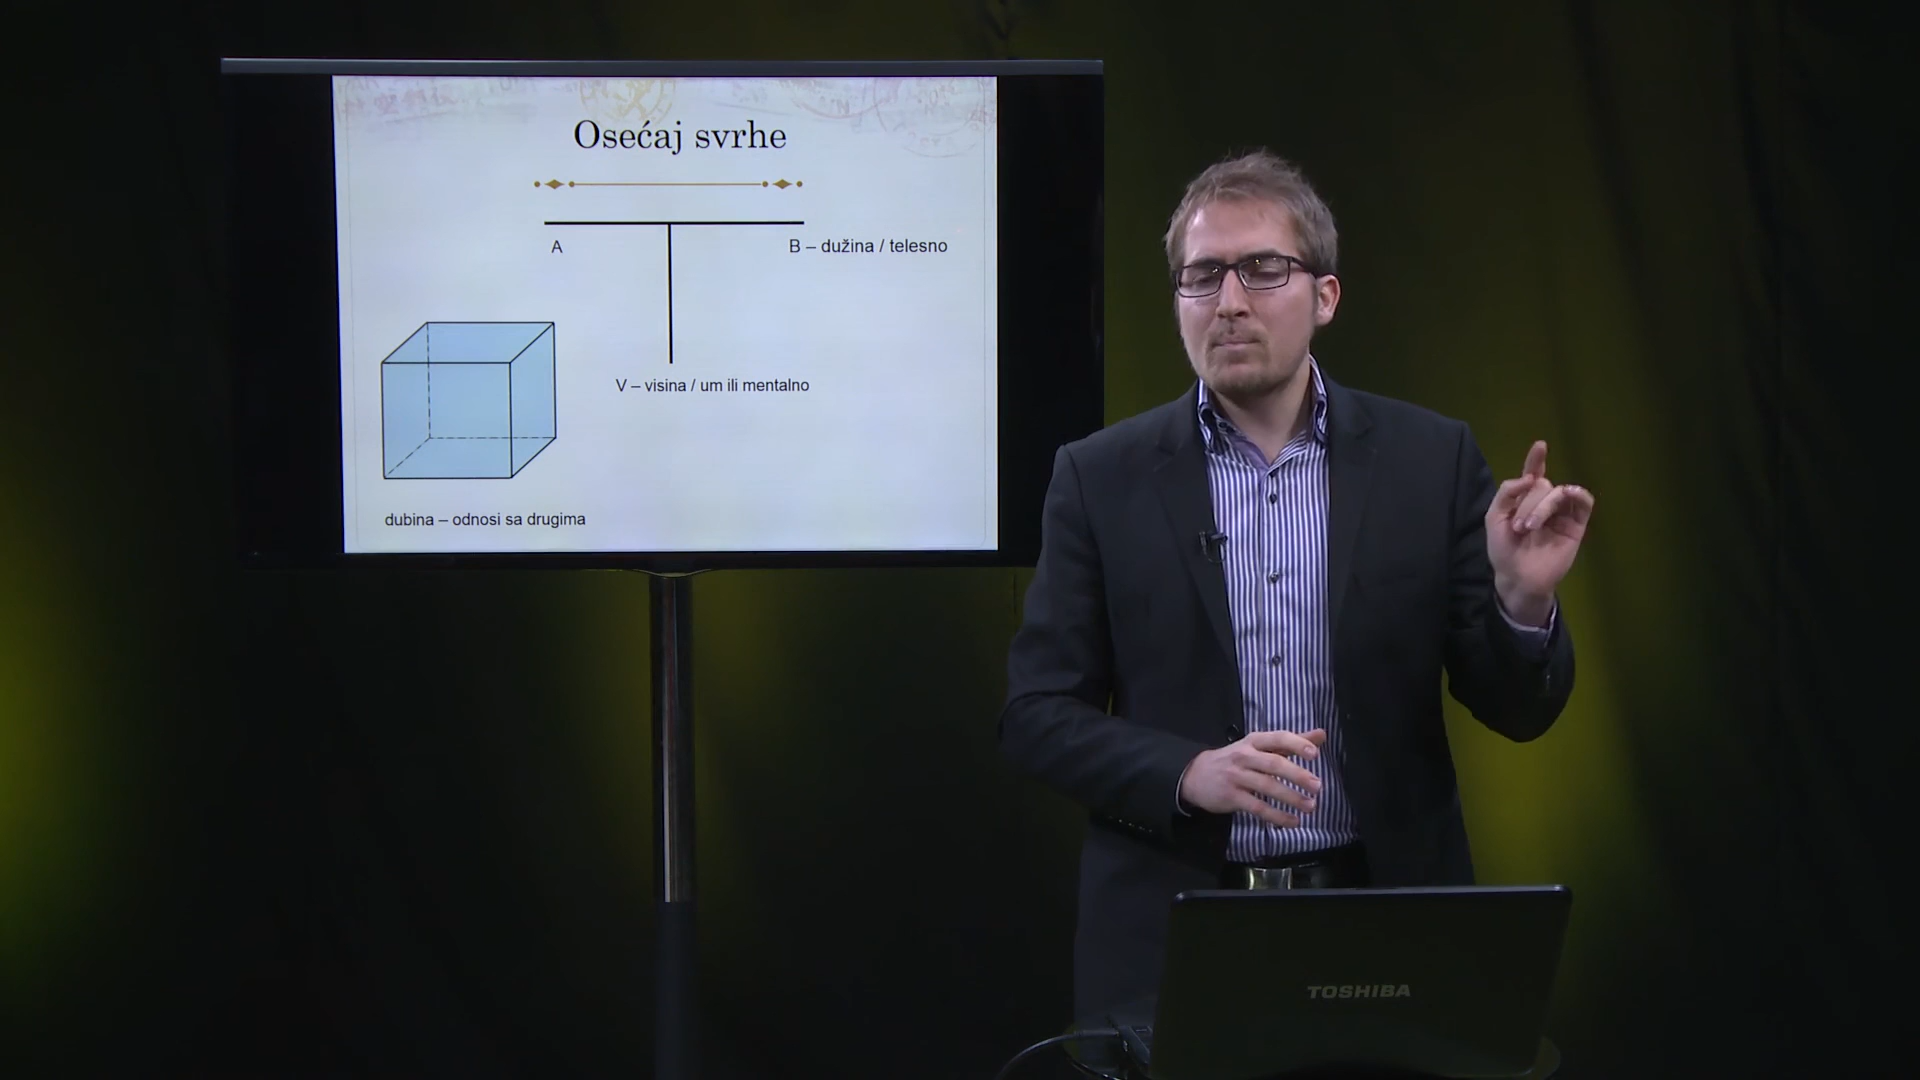 Osećaj svrhe
A
B – dužina / telesno
V – visina / um ili mentalno
dubina – odnosi sa drugima
TOSHIBA